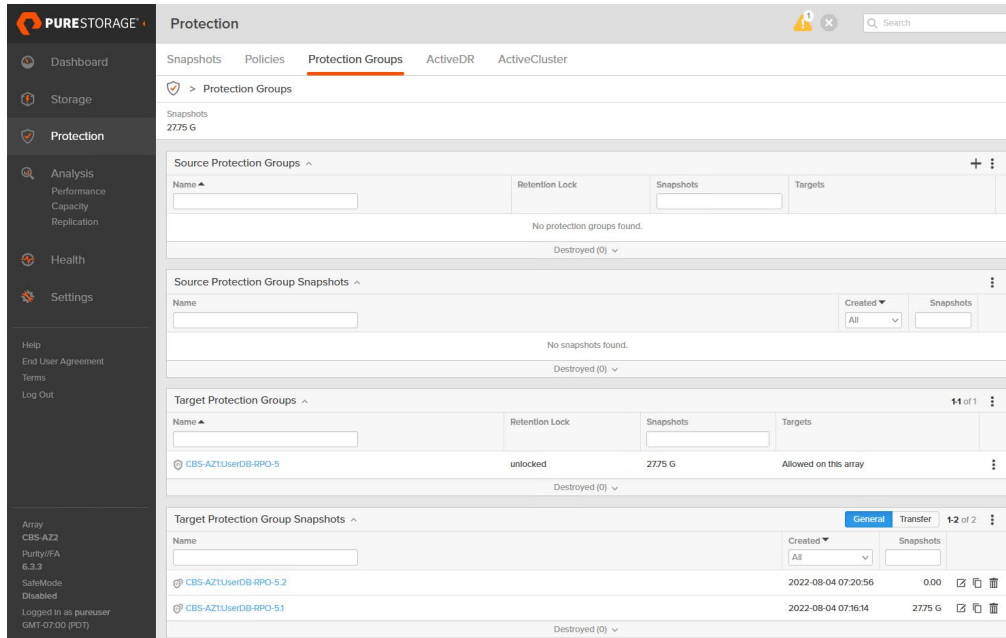 PURESTORAGE®
Protection
1
Search
Dashboard
Storage
Protection
Analysis
Performance
Capacity
Replication
Health
Settings
Help
End User Agreement
Terms
Log Out
Array
CBS-AZ2
Purity//FA
6.3.3
SafeMode
Disabled
Logged in as pureuser
GMT-07:00 (PDT)
Snapshots Policies Protection Groups ActiveDR ActiveCluster
> Protection Groups
Snapshots
27.75 G
Source Protection Groups
Name Retention Lock Snapshots Targets
No protection groups found.
Destroyed (0)
Source Protection Group Snapshots
Name Created Snapshots
All
No snapshots found.
Destroyed (0)
Target Protection Groups 1-1 of 1
Name Retention Lock Snapshots Targets
CBS-AZ1:UserDB-RPO-5 unlocked 27.75 G Allowed on this array
Destroyed (0)
Target Protection Group Snapshots General Transfer 1-2 of 2
Name Created Snapshots
All
CBS-AZ1:UserDB-RPO-5.2 2022-08-04 07:20:56 0.00
CBS-AZ1:UserDB-RPO-5.1 2022-08-04 07:16:14 27.75 G
Destroyed (0)